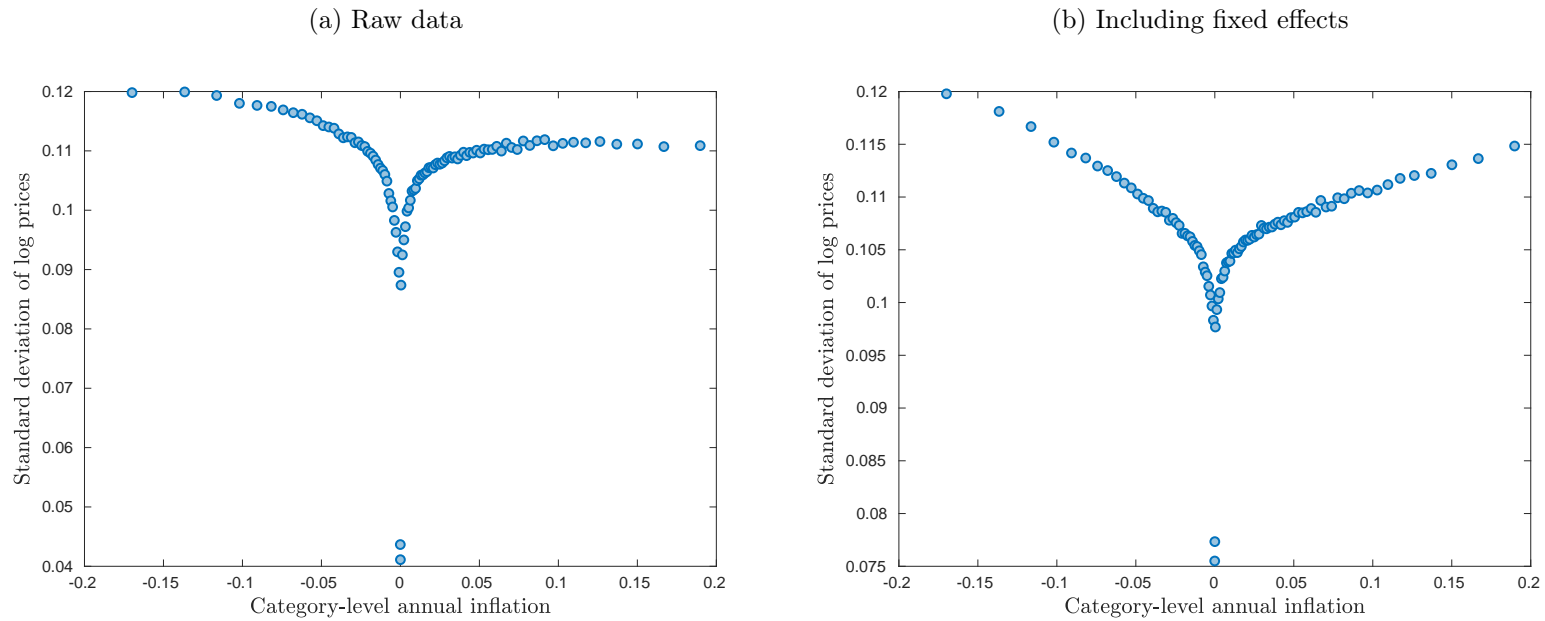 (a) Raw data
0.12
0.11
0.1
0.09
0.08
0.07
0.06
0.05
0.04
Standard deviation of log prices
-0.2 -0.15 -0.1 -0.05 0 0.05 0.1 0.15 0.2
Category-level annual inflation
(b) Including fixed effects
0.12
0.115
0.11
0.105
0.1
0.095
0.09
0.085
0.08
0.075
Standard deviation of log prices
-0.2 -0.15 -0.1 -0.05 0 0.05 0.1 0.15 0.2
Category-level annual inflation